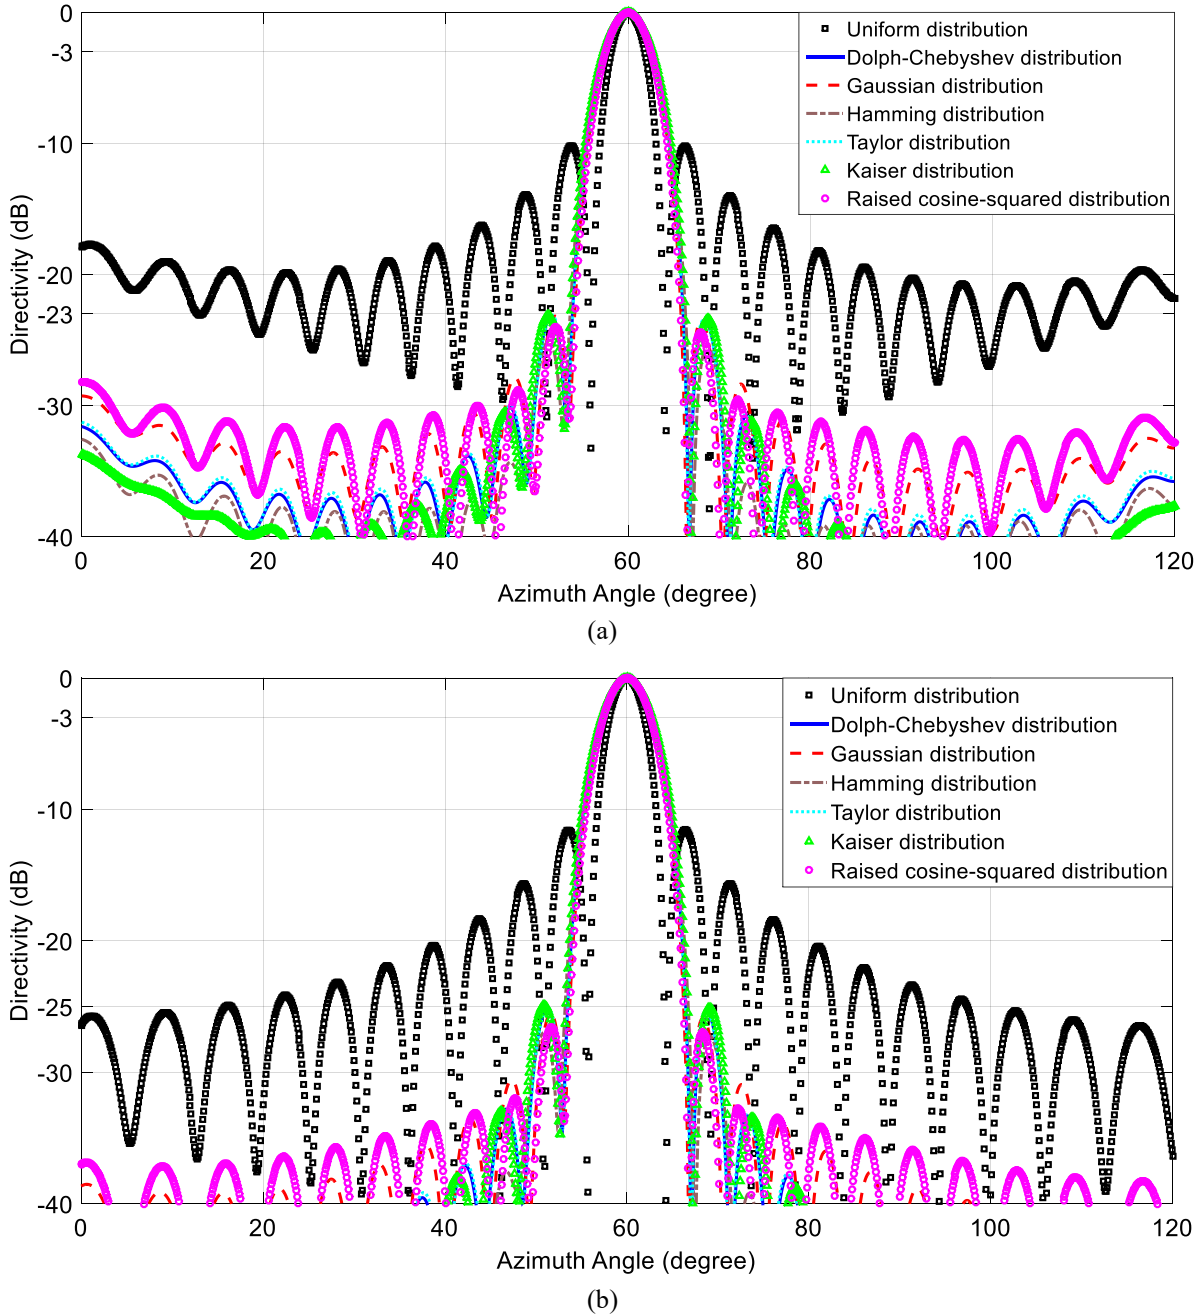 0
-3
-10
-20
-23
-30
-40
Directivity (dB)
Uniform distribution
Dolph-Chebyshev distribution
Gaussian distribution
Hamming distribution
Taylor distribution
Kaiser distribution
Raised cosine-squared distribution
0 20 40 60 80 100 120
Azimuth Angle (degree)
(a)
0
-3
-10
-20
-25
-30
-40
Directivity (dB)
Uniform distribution
Dolph-Chebyshev distribution
Gaussian distribution
Hamming distribution
Taylor distribution
Kaiser distribution
Raised cosine-squared distribution
0 20 40 60 80 100 120
Azimuth Angle (degree)
(b)